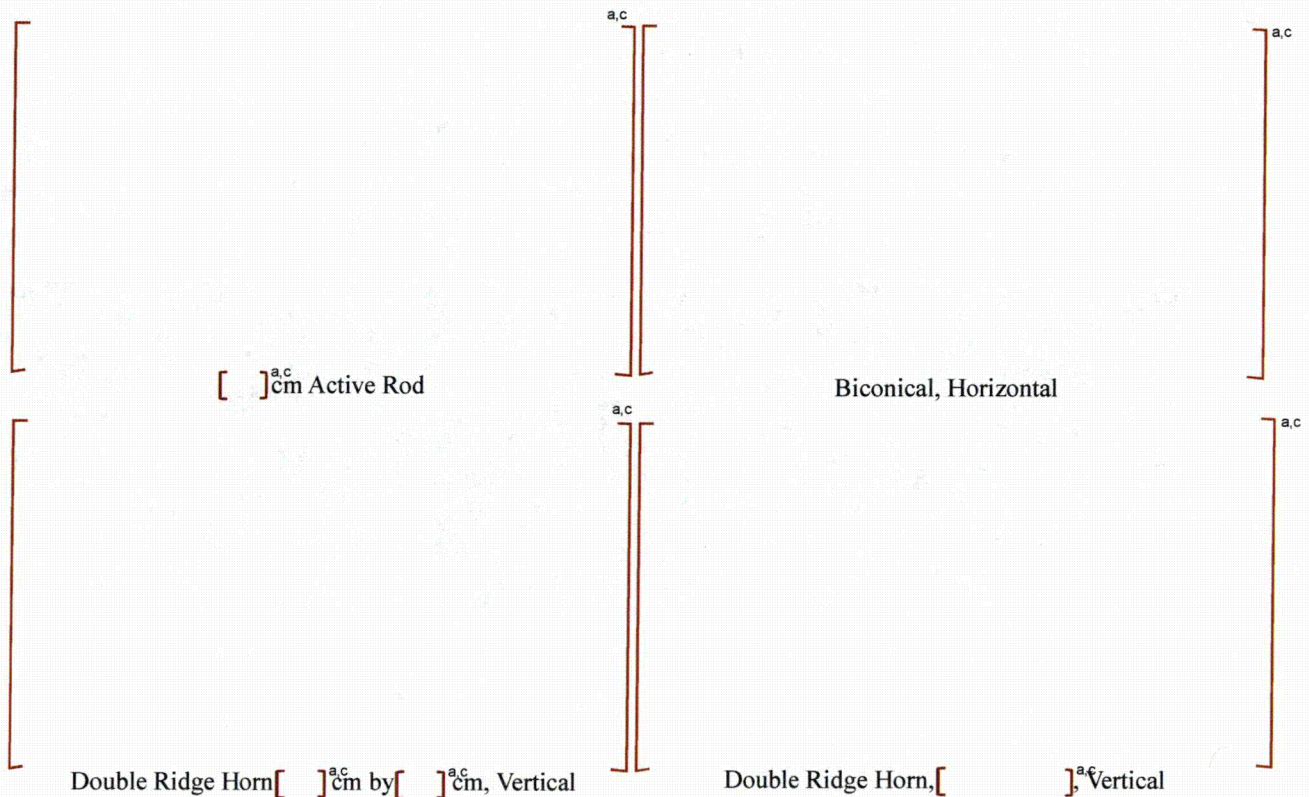 a,c
a,c
[ ]a,c cm Active Rod
Biconical, Horizontal
a,c
a,c
Double Ridge Horn[ ]a,c cm by[ ]a,c cm, Vertical
Double Ridge Horn,[ ]a,c, Vertical